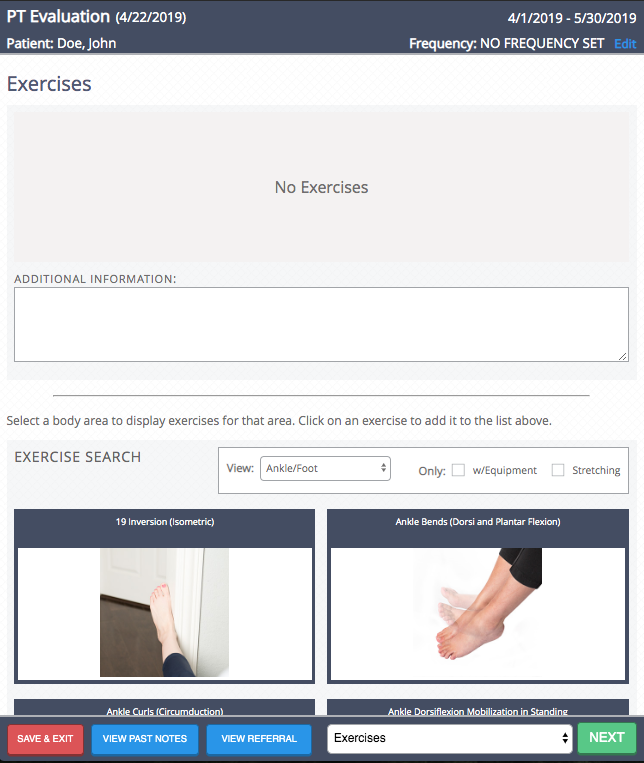 PT Evaluation (4/22/2019) 4/1/2019 - 5/30/2019
Patient: Doe, John Frequency: NO FREQUENCY SET Edit
Exercises
No Exercises
ADDITIONAL INFORMATION:
Select a body area to display exercises for that area. Click on an exercise to add it to the list above.
EXERCISE SEARCH View: Ankle/Foot Only: w/Equipment Stretching
19 Inversion (Isometric) Ankle Bends (Dorsi and Plantar Flexion)
Ankle Curls (Circumduction) Ankle Dorsiflexion Mobilization in Standing
SAVE & EXIT VIEW PAST NOTES VIEW REFERRAL Exercises NEXT